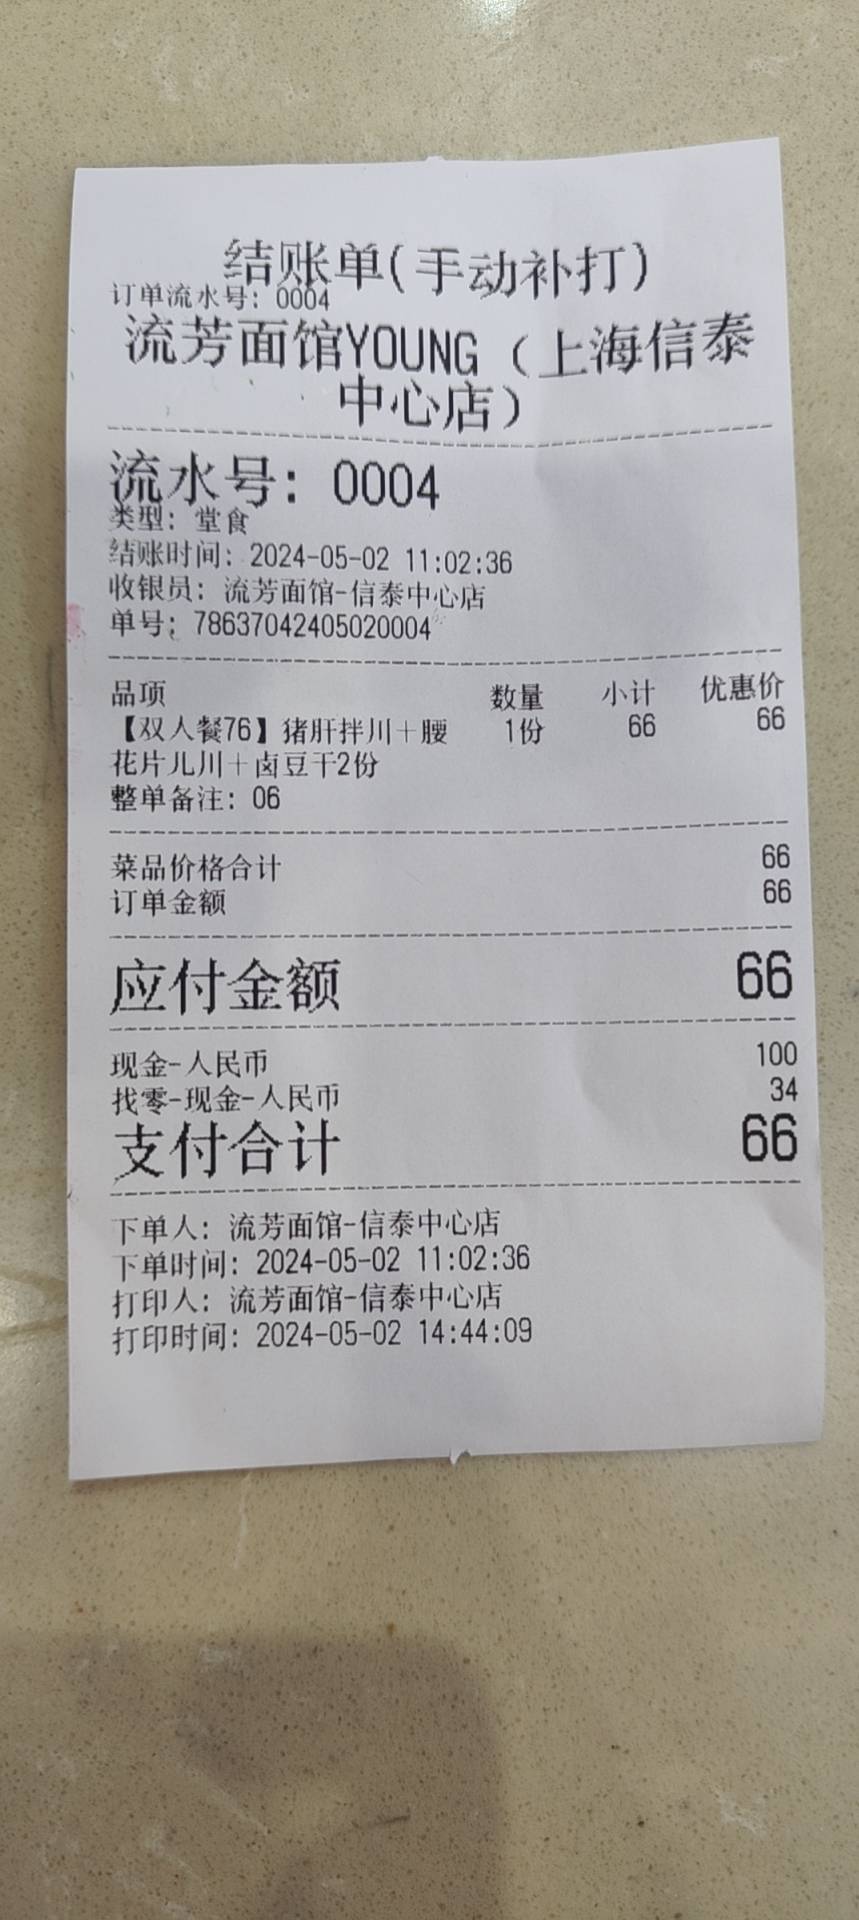 结账单(手动补打)
订单流水号: 0004
流芳面馆YOUNG（上海信泰
中心店）
流水号: 0004
类型: 堂食
结账时间: 2024-05-02 11:02:36
收银员: 流芳面馆-信泰中心店
单号: 78637042405020004
品项 数量 小计 优惠价
【双人餐76】猪肝拌川＋腰 1份 66 66
花片儿川＋卤豆干2份
整单备注: 06
菜品价格合计 66
订单金额 66
应付金额 66
现金-人民币 100
找零-现金-人民币 34
支付合计 66
下单人: 流芳面馆-信泰中心店
下单时间: 2024-05-02 11:02:36
打印人: 流芳面馆-信泰中心店
打印时间: 2024-05-02 14:44:09